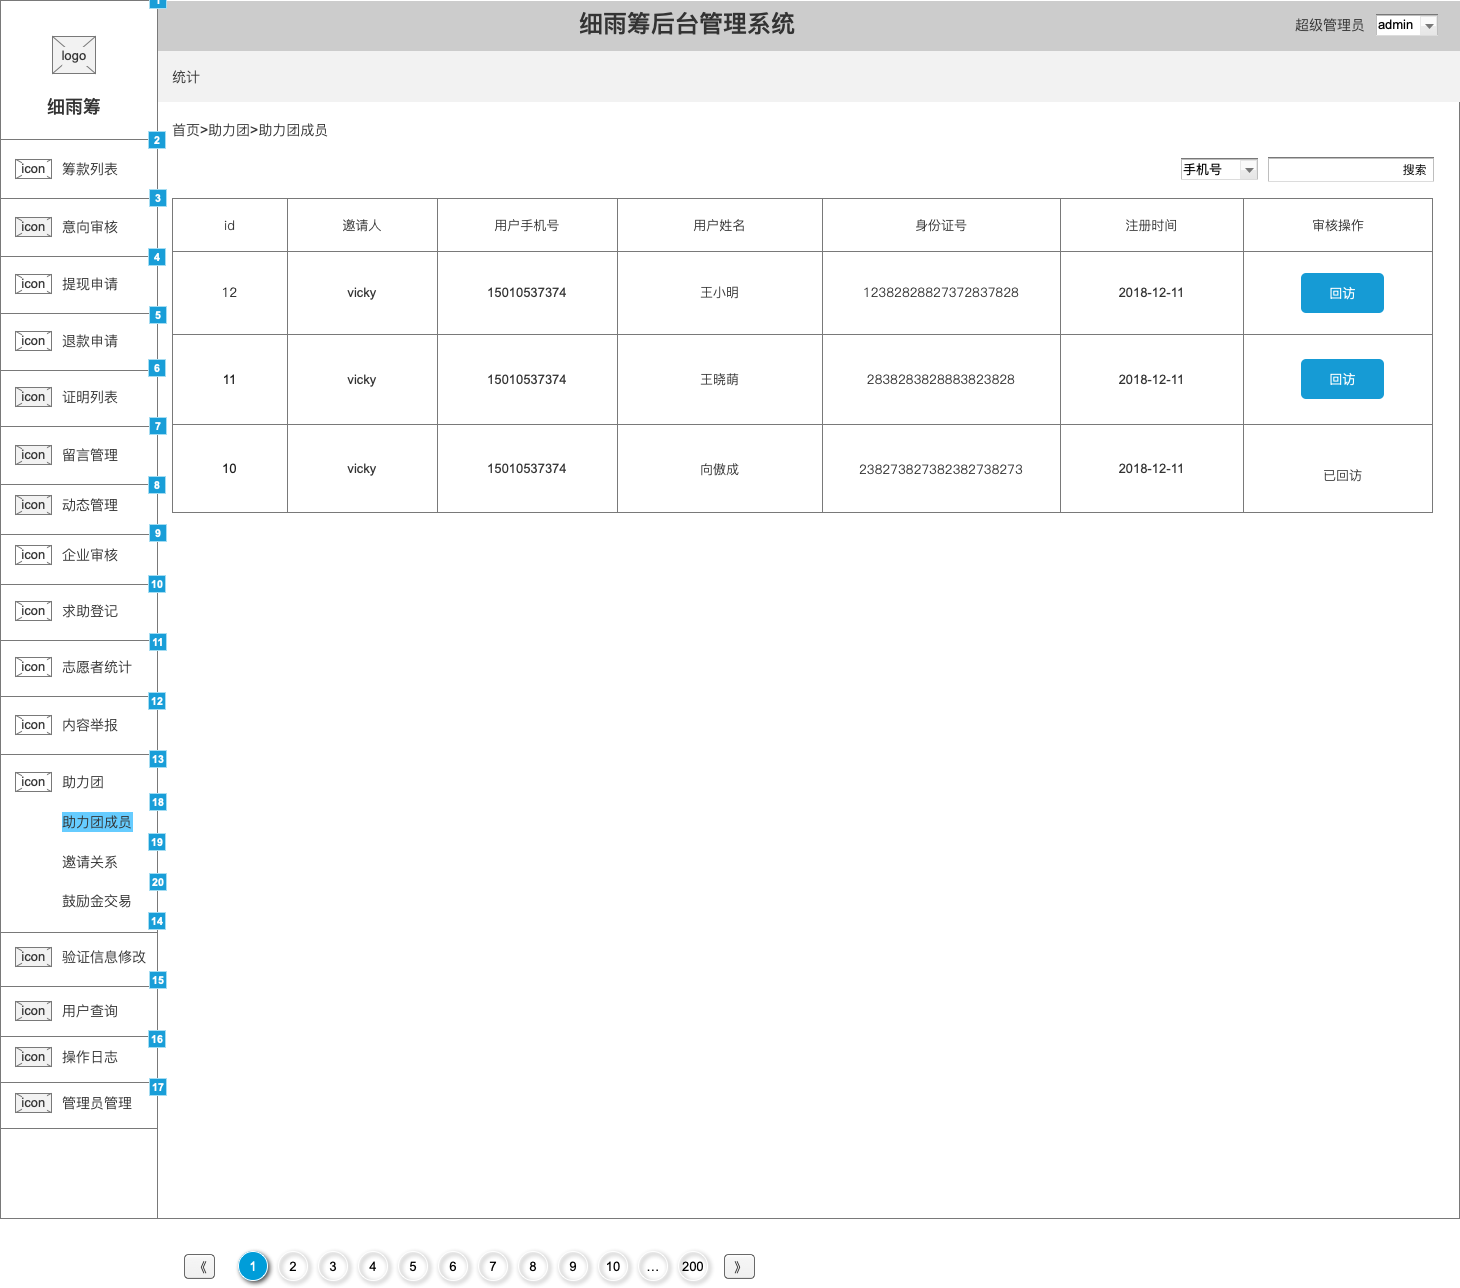 1
细雨筹后台管理系统
超级管理员 admin
logo
细雨筹
统计
首页>助力团>助力团成员
手机号 搜索
2
icon 筹款列表
3
icon 意向审核
4
icon 提现申请
5
icon 退款申请
6
icon 证明列表
7
icon 留言管理
8
icon 动态管理
9
icon 企业审核
10
icon 求助登记
11
icon 志愿者统计
12
icon 内容举报
13
icon 助力团
18
助力团成员
19
邀请关系
20
鼓励金交易
14
icon 验证信息修改
15
icon 用户查询
16
icon 操作日志
17
icon 管理员管理
id 邀请人 用户手机号 用户姓名 身份证号 注册时间 审核操作
12 vicky 15010537374 王小明 12382828827372837828 2018-12-11 回访
11 vicky 15010537374 王晓萌 2838283828883823828 2018-12-11 回访
10 vicky 15010537374 向傲成 238273827382382738273 2018-12-11 已回访
《 1 2 3 4 5 6 7 8 9 10 ... 200 》